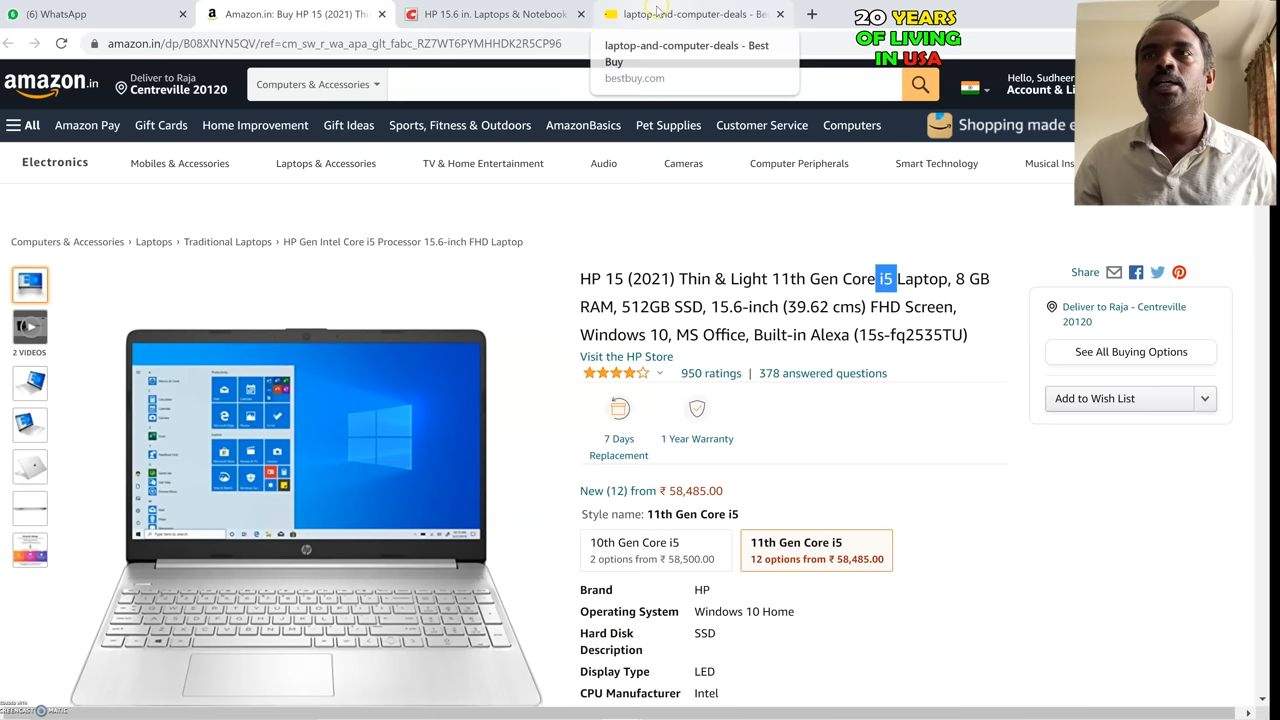 (6) WhatsApp
Amazon.in: Buy HP 15 (2021) Thi
HP 15.6 in. Laptops & Notebook
laptop-and-computer-deals - Be
20 YEARS
OF LIVING
IN USA
laptop-and-computer-deals - Best
Buy
bestbuy.com
amazon.in
Deliver to Raja
Centreville 20120
Computers & Accessories
Hello, Sudheer
Account & Li
All
Amazon Pay
Gift Cards
Home Improvement
Gift Ideas
Sports, Fitness & Outdoors
AmazonBasics
Pet Supplies
Customer Service
Computers
Shopping made e
Electronics
Mobiles & Accessories
Laptops & Accessories
TV & Home Entertainment
Audio
Cameras
Computer Peripherals
Smart Technology
Musical Ins
Computers & Accessories › Laptops › Traditional Laptops › HP Gen Intel Core i5 Processor 15.6-inch FHD Laptop
2 VIDEOS
HP 15 (2021) Thin & Light 11th Gen Core i5 Laptop, 8 GB
RAM, 512GB SSD, 15.6-inch (39.62 cms) FHD Screen,
Windows 10, MS Office, Built-in Alexa (15s-fq2535TU)
Visit the HP Store
950 ratings | 378 answered questions
7 Days
Replacement
1 Year Warranty
New (12) from ₹ 58,485.00
Style name: 11th Gen Core i5
10th Gen Core i5
2 options from ₹ 58,500.00
11th Gen Core i5
12 options from ₹ 58,485.00
Brand HP
Operating System Windows 10 Home
Hard Disk SSD
Description
Display Type LED
CPU Manufacturer Intel
Share
Deliver to Raja - Centreville
20120
See All Buying Options
Add to Wish List